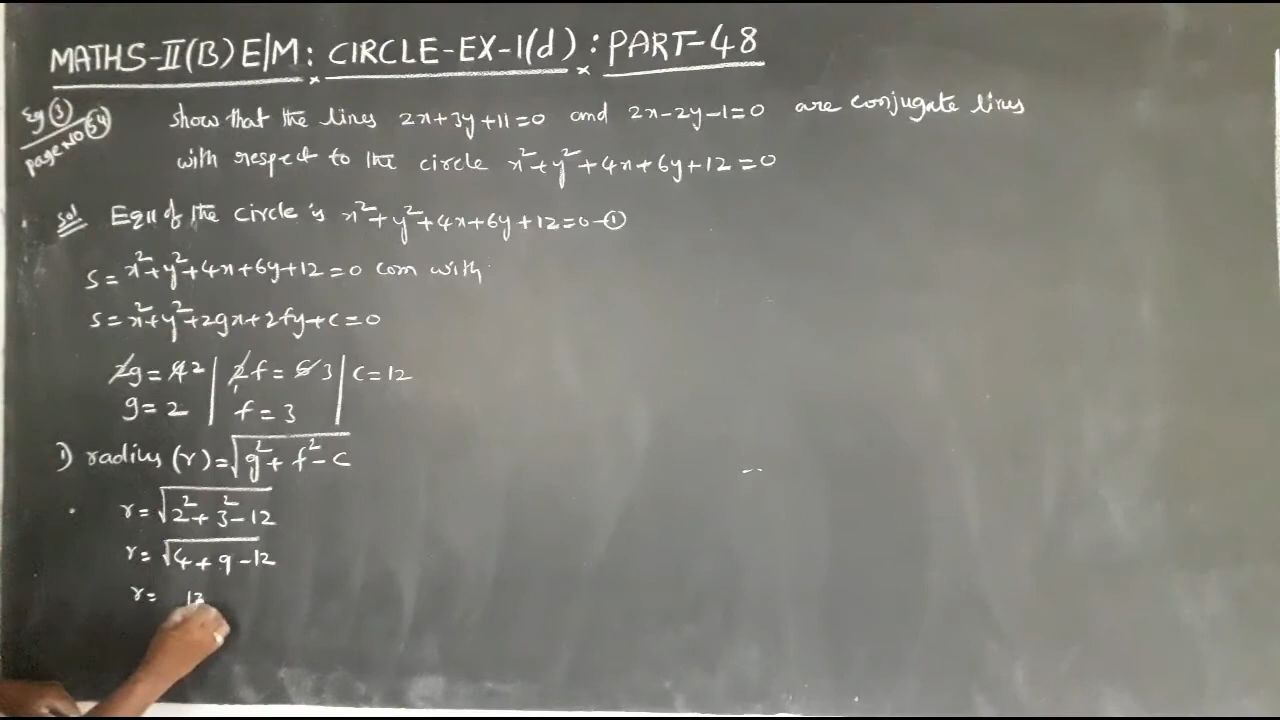 MATHS-II(B) E/M: CIRCLE-EX-1(d): PART-48
Eg ③
page NO 54
show that the lines 2x+3y+11=0 and 2x-2y-1=0 are conjugate lines
with respect to the circle x²+y²+4x+6y+12=0
Sol Eqn of the circle is x²+y²+4x+6y+12=0-①
S=x²+y²+4x+6y+12=0 com with
S=x²+y²+2gx+2fy+c=0
2g=4 2 | 2f=6 3 | c=12
g=2 | f=3
1) radius (r)=√g²+f²-c
r=√2²+3²-12
r=√4+9-12
r= 13